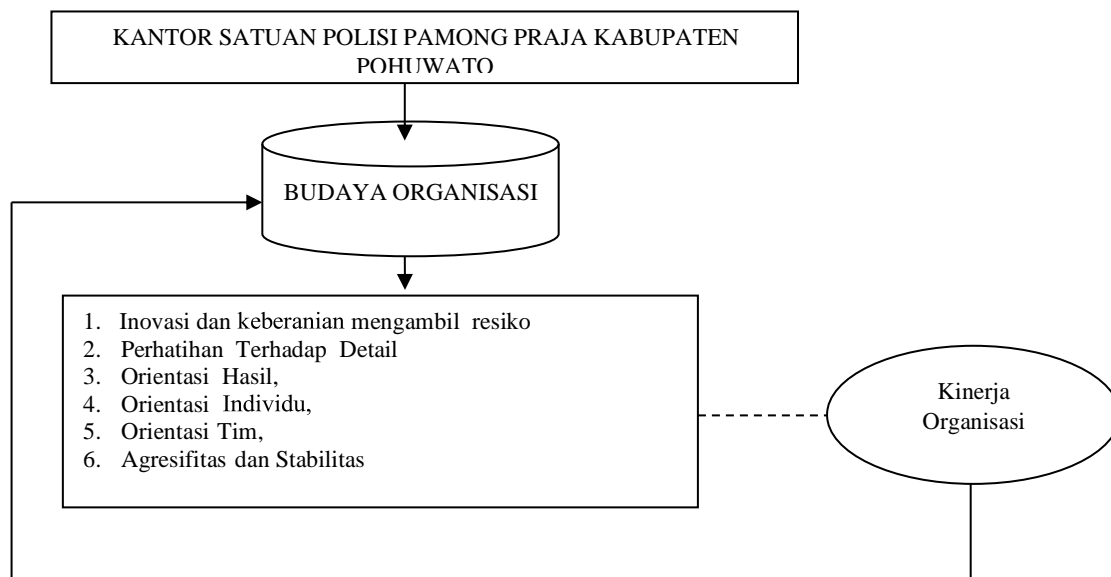 KANTOR SATUAN POLISI PAMONG PRAJA KABUPATEN
POHUWATO
BUDAYA ORGANISASI
1. Inovasi dan keberanian mengambil resiko
2. Perhatihan Terhadap Detail
3. Orientasi Hasil,
4. Orientasi Individu,
5. Orientasi Tim,
6. Agresifitas dan Stabilitas
Kinerja
Organisasi